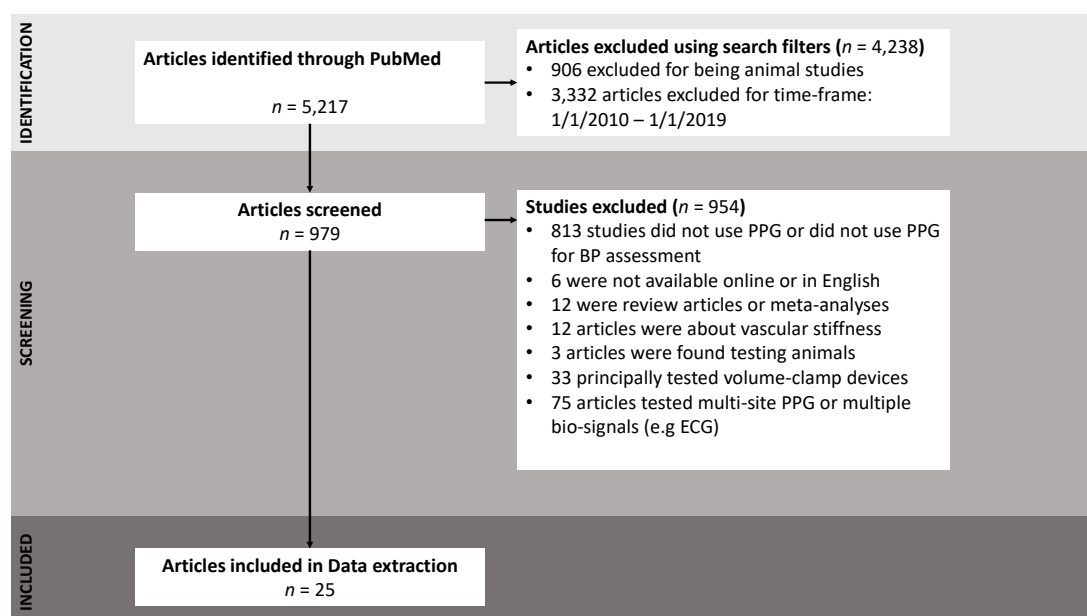 IDENTIFICATION
Articles identified through PubMed
n = 5,217
Articles excluded using search filters (n = 4,238)
• 906 excluded for being animal studies
• 3,332 articles excluded for time-frame:
1/1/2010 – 1/1/2019
SCREENING
Articles screened
n = 979
Studies excluded (n = 954)
• 813 studies did not use PPG or did not use PPG
for BP assessment
• 6 were not available online or in English
• 12 were review articles or meta-analyses
• 12 articles were about vascular stiffness
• 3 articles were found testing animals
• 33 principally tested volume-clamp devices
• 75 articles tested multi-site PPG or multiple
bio-signals (e.g ECG)
INCLUDED
Articles included in Data extraction
n = 25